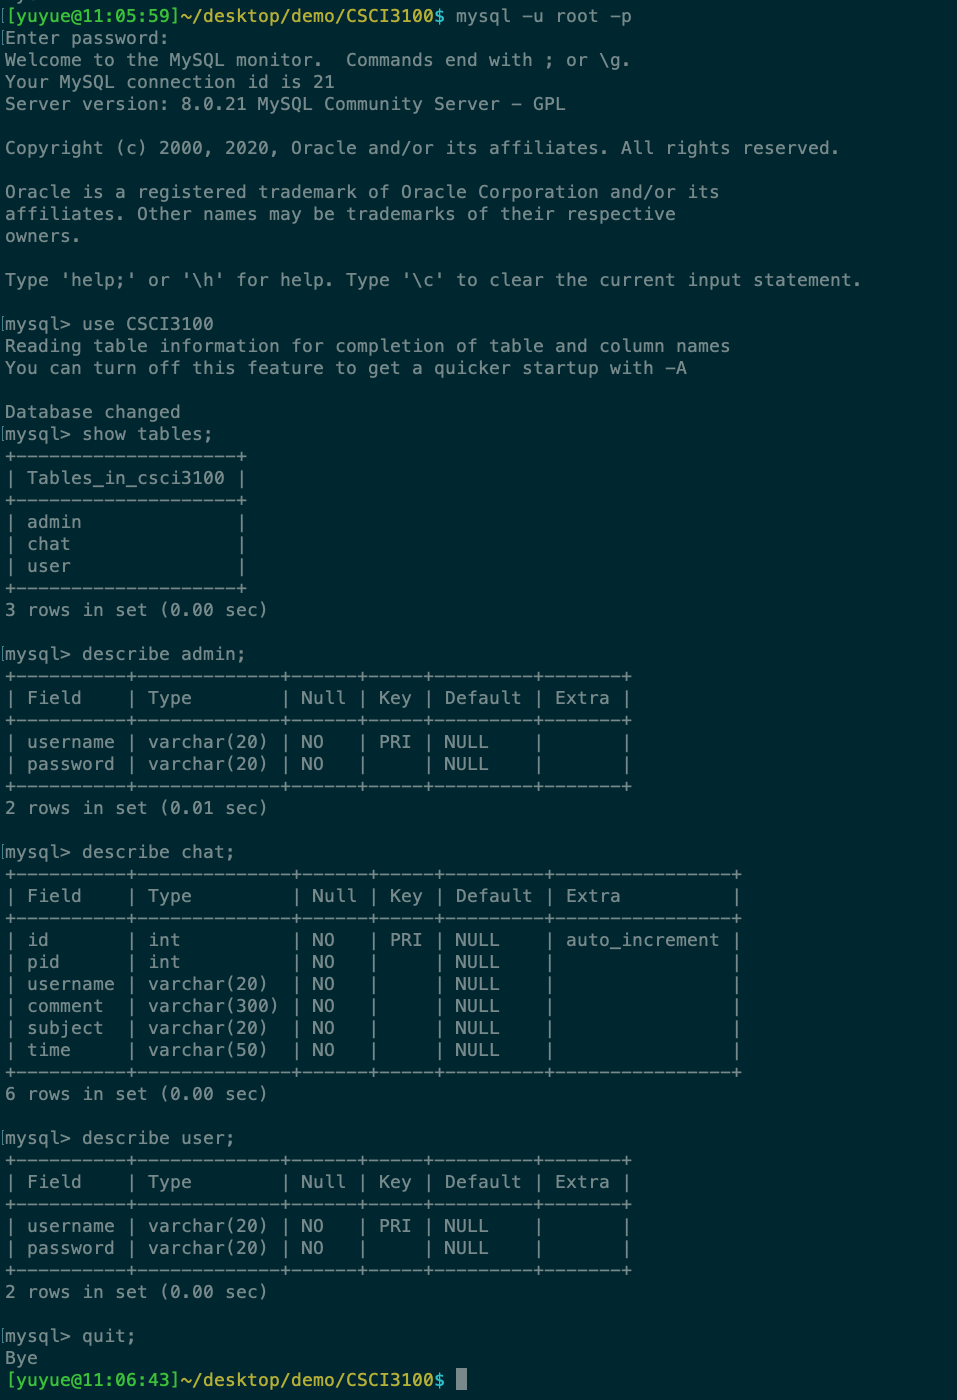 [yuyue@11:05:59]~/desktop/demo/CSCI3100$ mysql -u root -p
Enter password:
Welcome to the MySQL monitor.  Commands end with ; or \g.
Your MySQL connection id is 21
Server version: 8.0.21 MySQL Community Server - GPL

Copyright (c) 2000, 2020, Oracle and/or its affiliates. All rights reserved.

Oracle is a registered trademark of Oracle Corporation and/or its
affiliates. Other names may be trademarks of their respective
owners.

Type 'help;' or '\h' for help. Type '\c' to clear the current input statement.

mysql> use CSCI3100
Reading table information for completion of table and column names
You can turn off this feature to get a quicker startup with -A

Database changed
mysql> show tables;
+--------------------+
| Tables_in_csci3100 |
+--------------------+
| admin              |
| chat               |
| user               |
+--------------------+
3 rows in set (0.00 sec)

mysql> describe admin;
+----------+-------------+------+-----+---------+-------+
| Field    | Type        | Null | Key | Default | Extra |
+----------+-------------+------+-----+---------+-------+
| username | varchar(20) | NO   | PRI | NULL    |       |
| password | varchar(20) | NO   |     | NULL    |       |
+----------+-------------+------+-----+---------+-------+
2 rows in set (0.01 sec)

mysql> describe chat;
+----------+--------------+------+-----+---------+----------------+
| Field    | Type         | Null | Key | Default | Extra          |
+----------+--------------+------+-----+---------+----------------+
| id       | int          | NO   | PRI | NULL    | auto_increment |
| pid      | int          | NO   |     | NULL    |                |
| username | varchar(20)  | NO   |     | NULL    |                |
| comment  | varchar(300) | NO   |     | NULL    |                |
| subject  | varchar(20)  | NO   |     | NULL    |                |
| time     | varchar(50)  | NO   |     | NULL    |                |
+----------+--------------+------+-----+---------+----------------+
6 rows in set (0.00 sec)

mysql> describe user;
+----------+-------------+------+-----+---------+-------+
| Field    | Type        | Null | Key | Default | Extra |
+----------+-------------+------+-----+---------+-------+
| username | varchar(20) | NO   | PRI | NULL    |       |
| password | varchar(20) | NO   |     | NULL    |       |
+----------+-------------+------+-----+---------+-------+
2 rows in set (0.00 sec)

mysql> quit;
Bye
[yuyue@11:06:43]~/desktop/demo/CSCI3100$